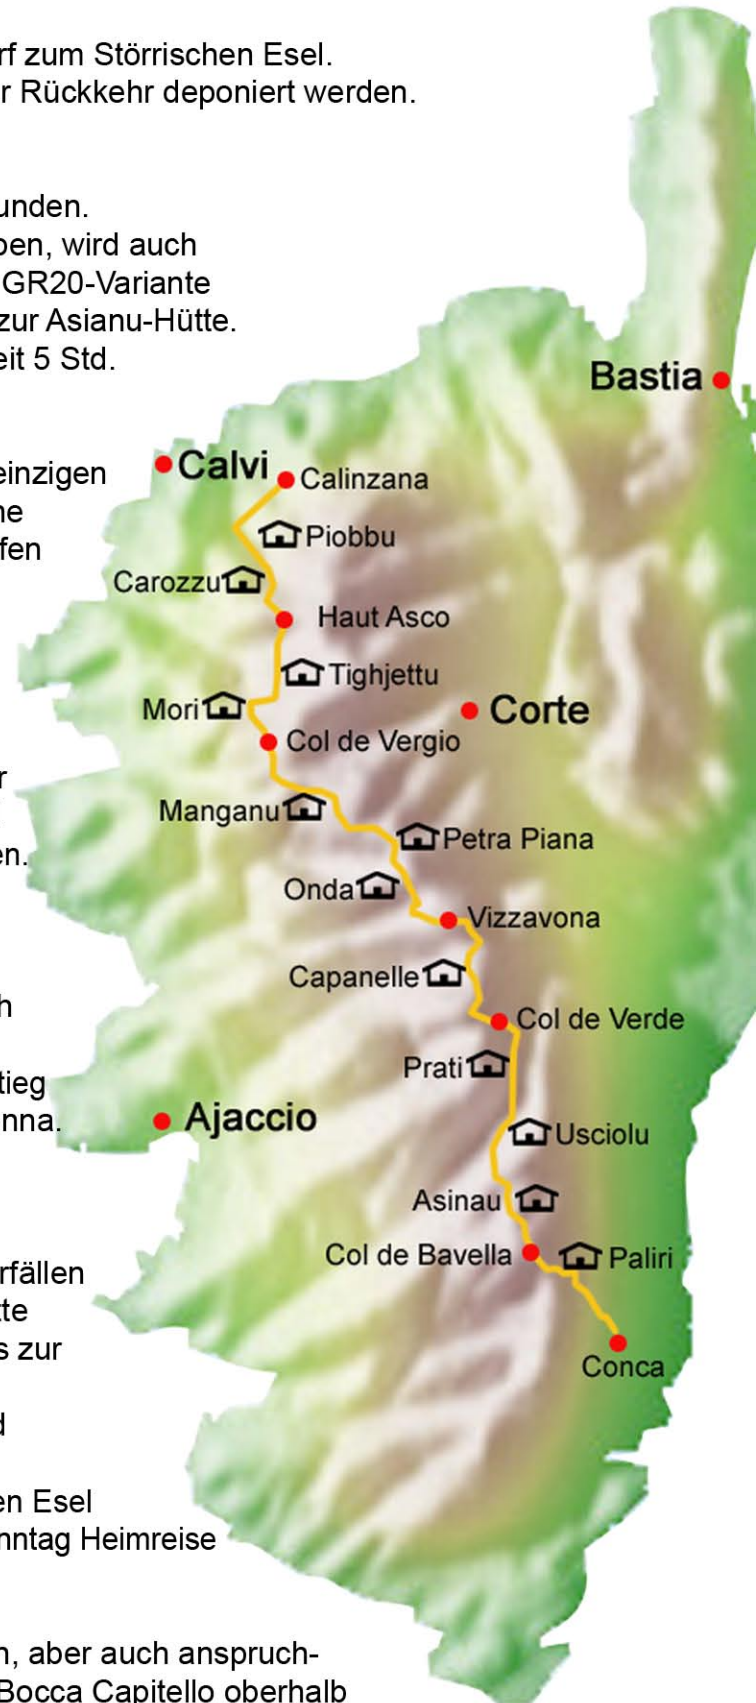 rf zum Störrischen Esel.
r Rückkehr deponiert werden.
unden.
ben, wird auch
GR20-Variante
zur Asianu-Hütte.
eit 5 Std.
Bastia
Calvi
einzigen
Calinzana
ne
Piobbu
fen
Carozzu
Haut Asco
Tighjettu
Mori
Corte
Col de Vergio
r
Manganu
Petra Piana
en.
Onda
Vizzavona
Capanelle
h
Col de Verde
Prati
tieg
Ajaccio
nna.
Usciolu
Asinau
Col de Bavella
Paliri
rfällen
te
s zur
Conca
d
en Esel
nntag Heimreise
n, aber auch anspruch-
Bocca Capitello oberhalb